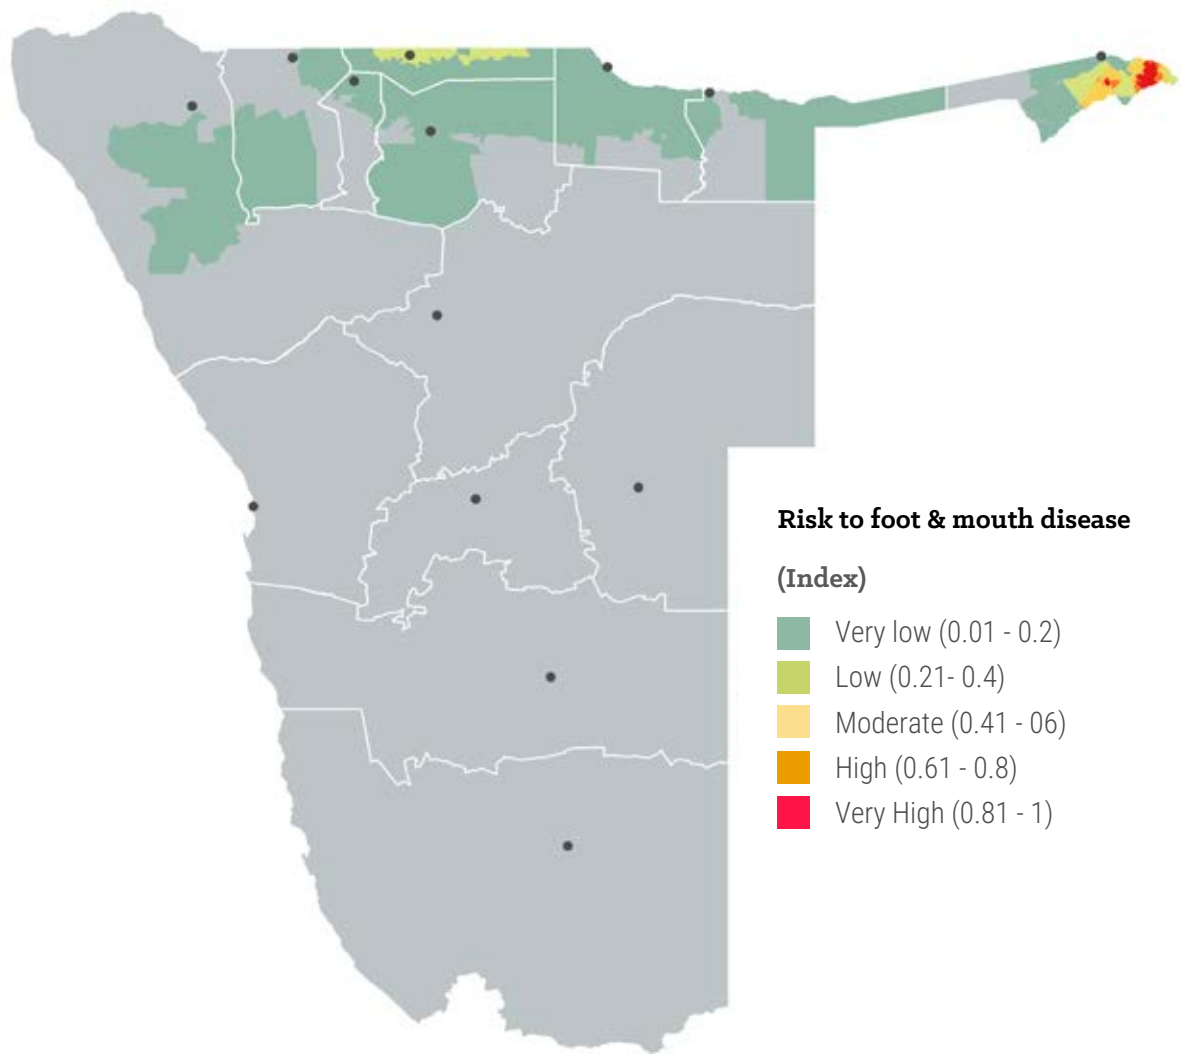 Risk to foot & mouth disease
(Index)
Very low (0.01 - 0.2)
Low (0.21- 0.4)
Moderate (0.41 - 06)
High (0.61 - 0.8)
Very High (0.81 - 1)